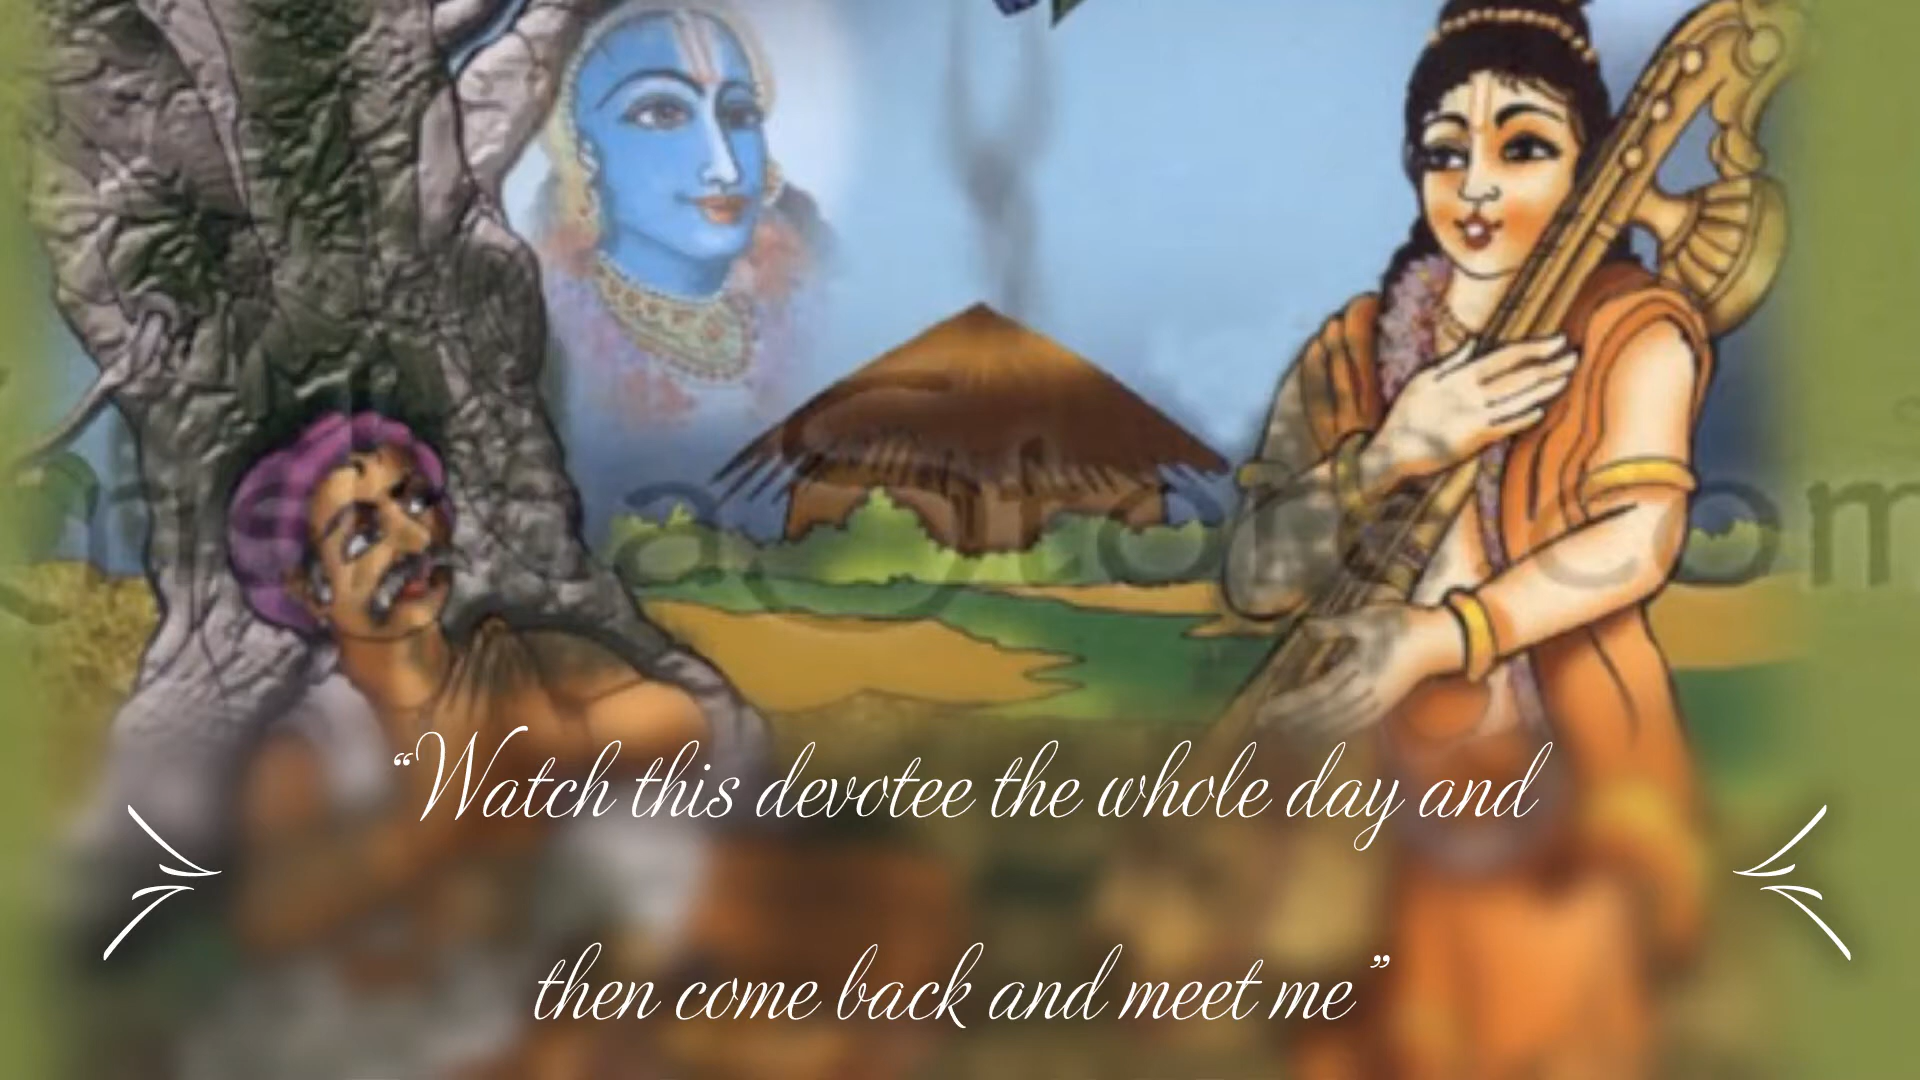 “Watch this devotee the whole day and
then come back and meet me”